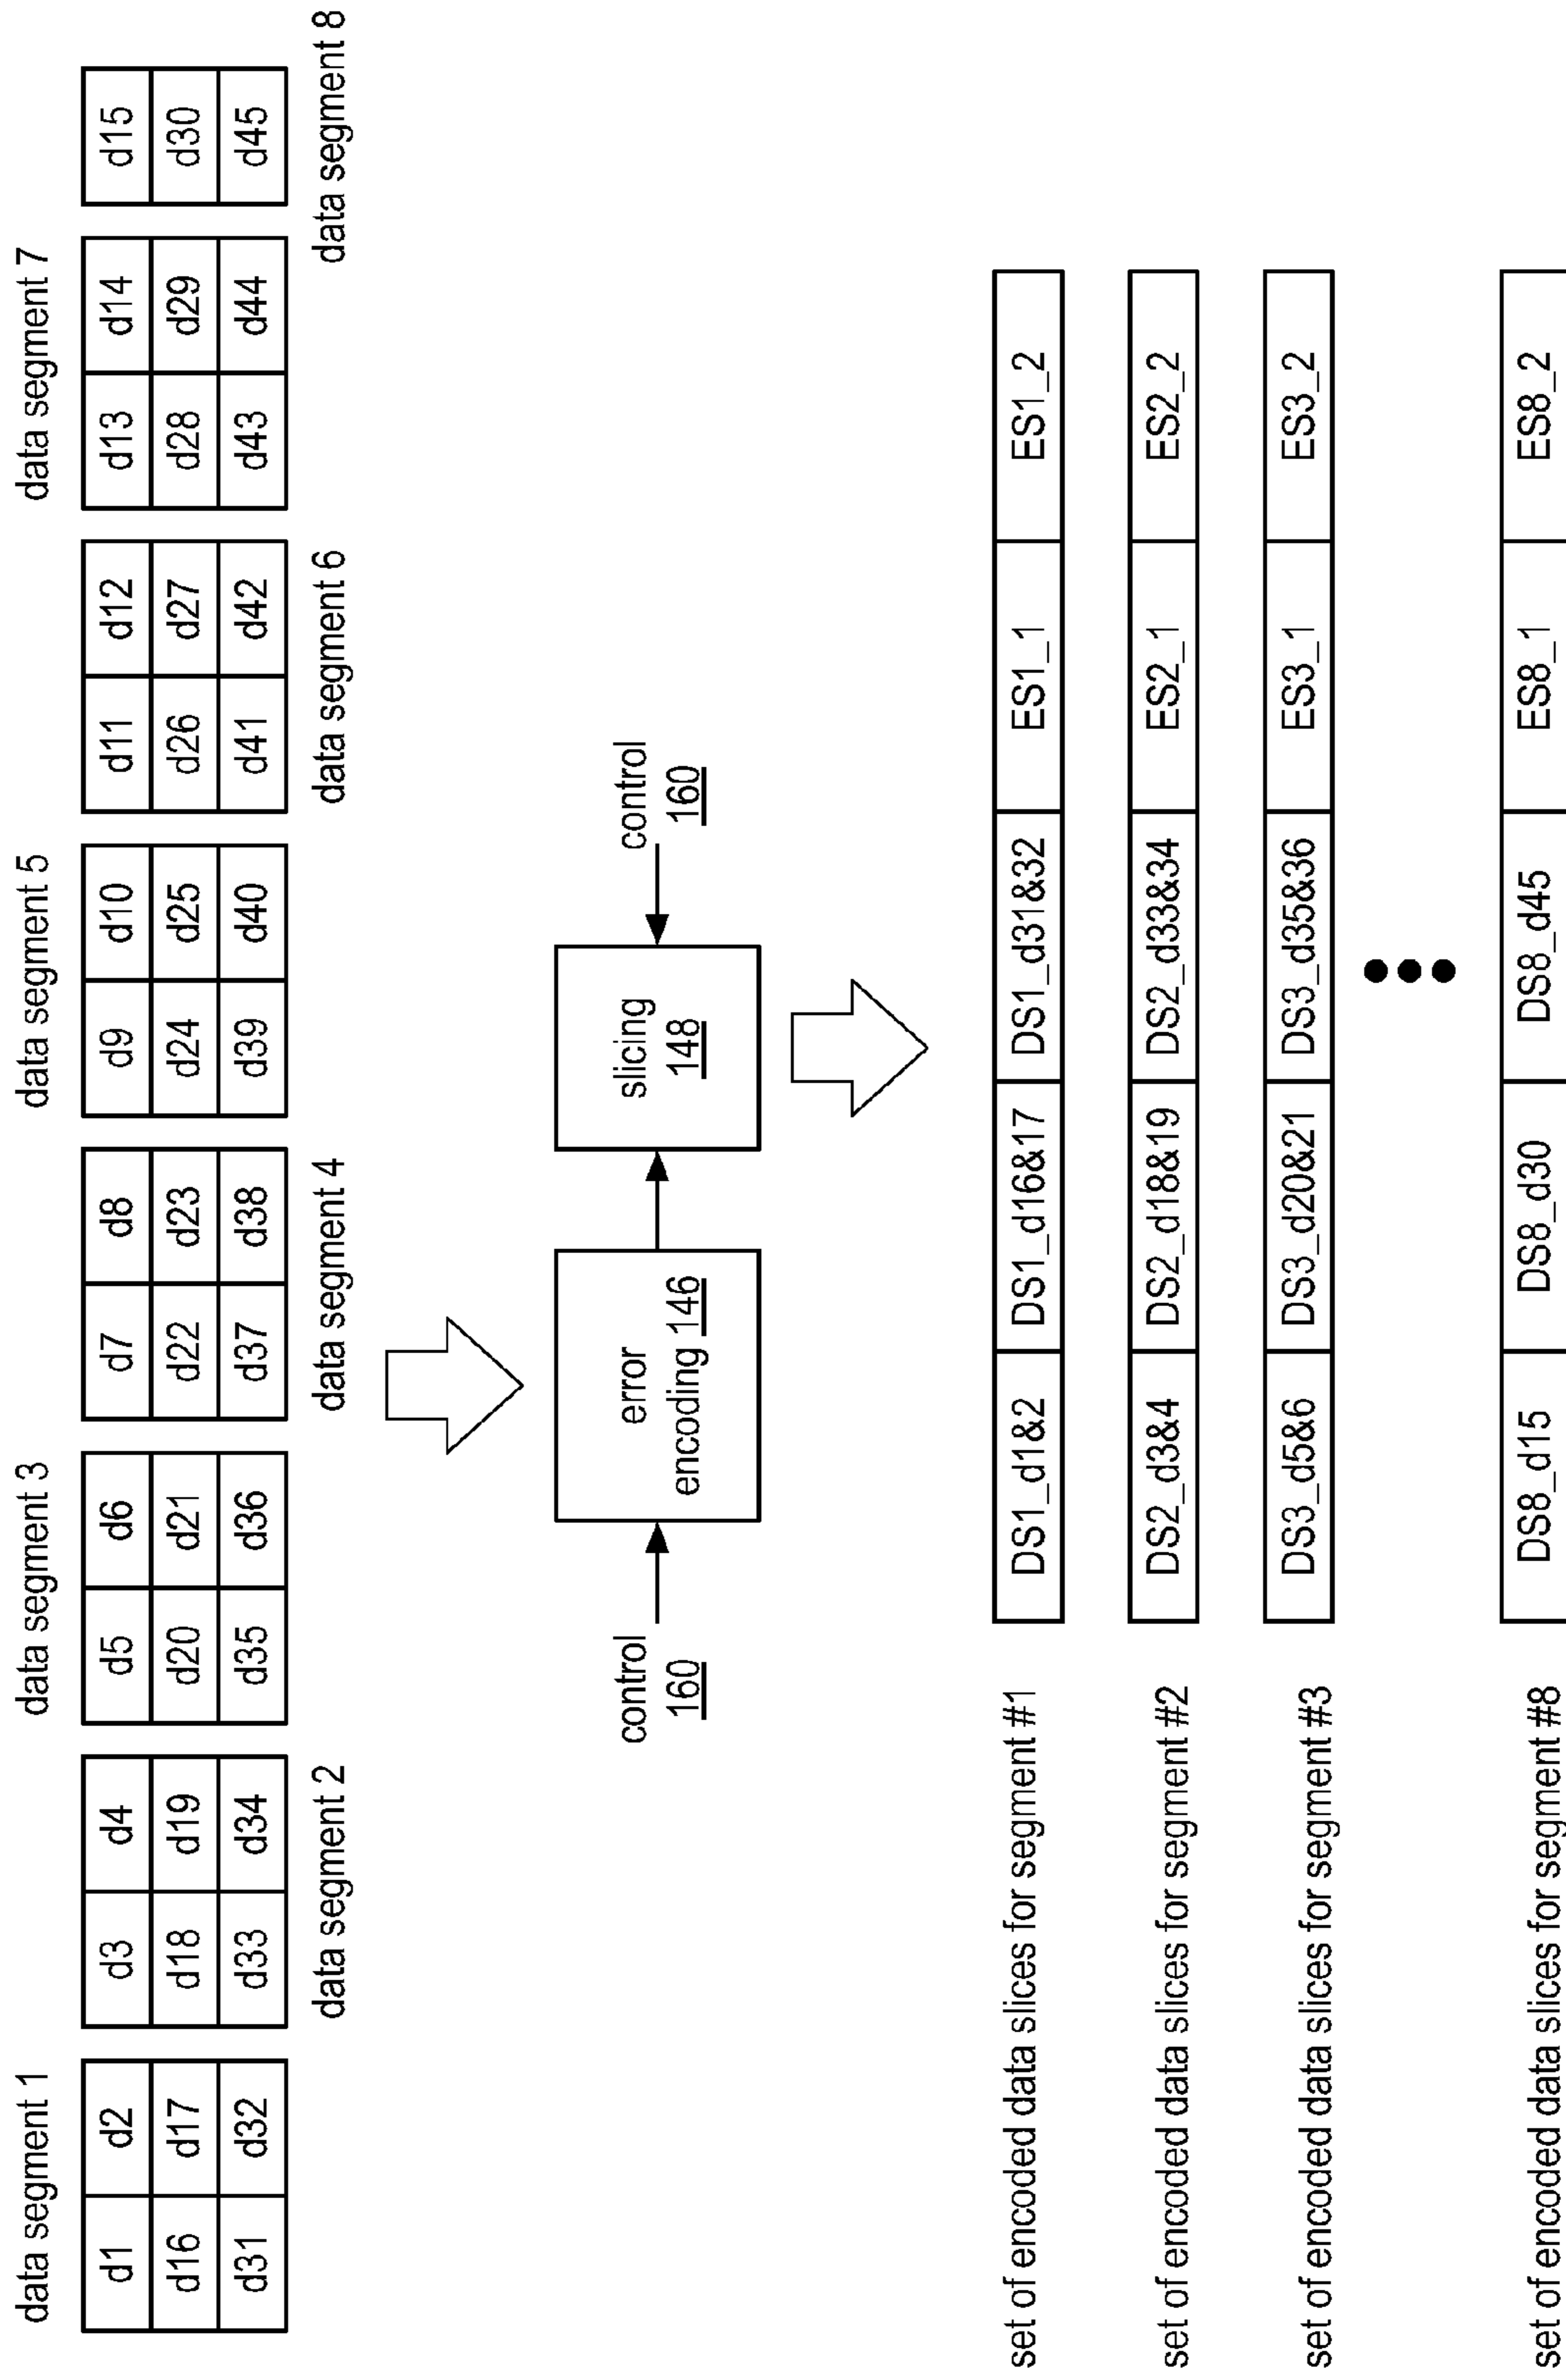 data segment 1
data segment 3
data segment 5
data segment 7
d1 d2 d3 d4 d5 d6 d7 d8 d9 d10 d11 d12 d13 d14 d15
d16 d17 d18 d19 d20 d21 d22 d23 d24 d25 d26 d27 d28 d29 d30
d31 d32 d33 d34 d35 d36 d37 d38 d39 d40 d41 d42 d43 d44 d45
data segment 2
data segment 4
data segment 6
data segment 8
control
160
error
encoding 146
slicing
148
control
160
set of encoded data slices for segment #1
DS1_d1&2 DS1_d16&17 DS1_d31&32 ES1_1 ES1_2
set of encoded data slices for segment #2
DS2_d3&4 DS2_d18&19 DS2_d33&34 ES2_1 ES2_2
set of encoded data slices for segment #3
DS3_d5&6 DS3_d20&21 DS3_d35&36 ES3_1 ES3_2
set of encoded data slices for segment #8
DS8_d15 DS8_d30 DS8_d45 ES8_1 ES8_2